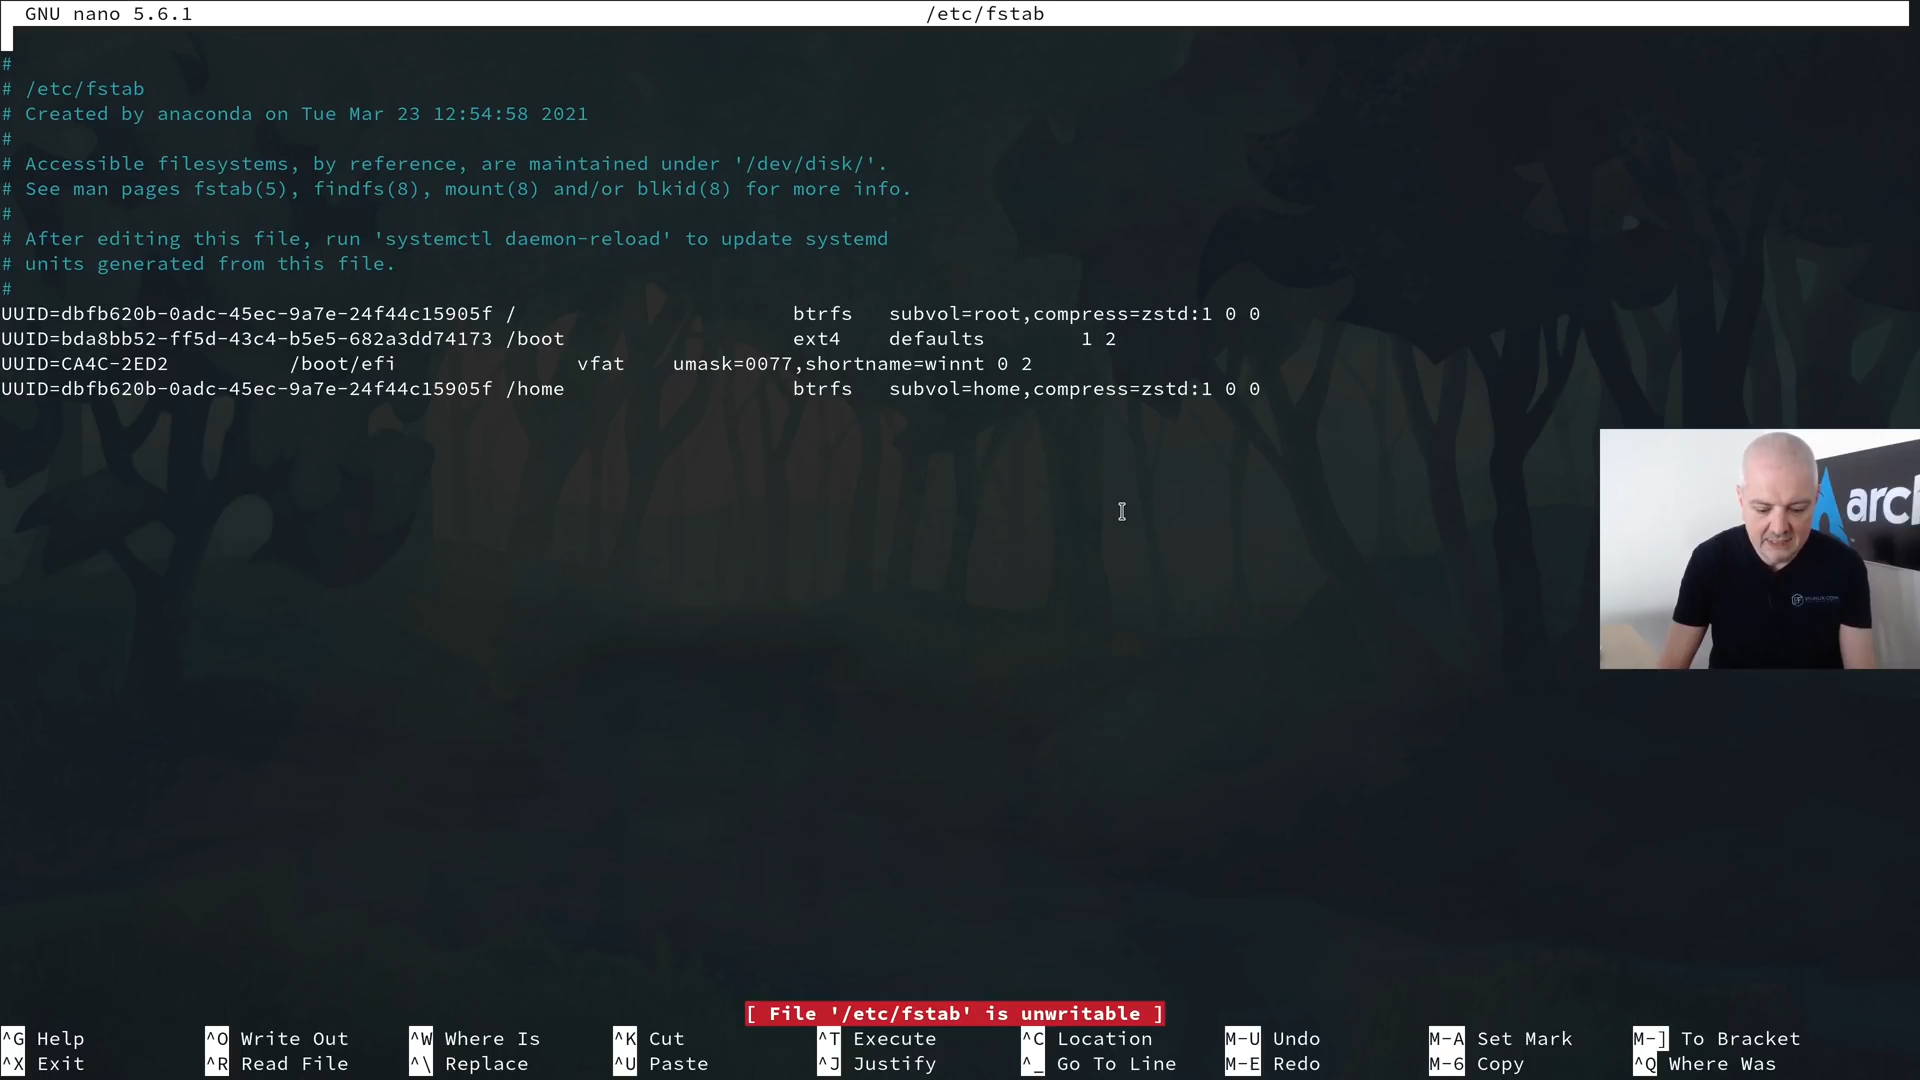 GNU nano 5.6.1 /etc/fstab
#
# /etc/fstab
# Created by anaconda on Tue Mar 23 12:54:58 2021
#
# Accessible filesystems, by reference, are maintained under '/dev/disk/'.
# See man pages fstab(5), findfs(8), mount(8) and/or blkid(8) for more info.
#
# After editing this file, run 'systemctl daemon-reload' to update systemd
# units generated from this file.
#
UUID=dbfb620b-0adc-45ec-9a7e-24f44c15905f / btrfs subvol=root,compress=zstd:1 0 0
UUID=bda8bb52-ff5d-43c4-b5e5-682a3dd74173 /boot ext4 defaults 1 2
UUID=CA4C-2ED2 /boot/efi vfat umask=0077,shortname=winnt 0 2
UUID=dbfb620b-0adc-45ec-9a7e-24f44c15905f /home btrfs subvol=home,compress=zstd:1 0 0
arch
[ File '/etc/fstab' is unwritable ]
^G Help ^O Write Out ^W Where Is ^K Cut ^T Execute ^C Location M-U Undo M-A Set Mark M-] To Bracket
^X Exit ^R Read File ^\ Replace ^U Paste ^J Justify ^_ Go To Line M-E Redo M-6 Copy ^Q Where Was